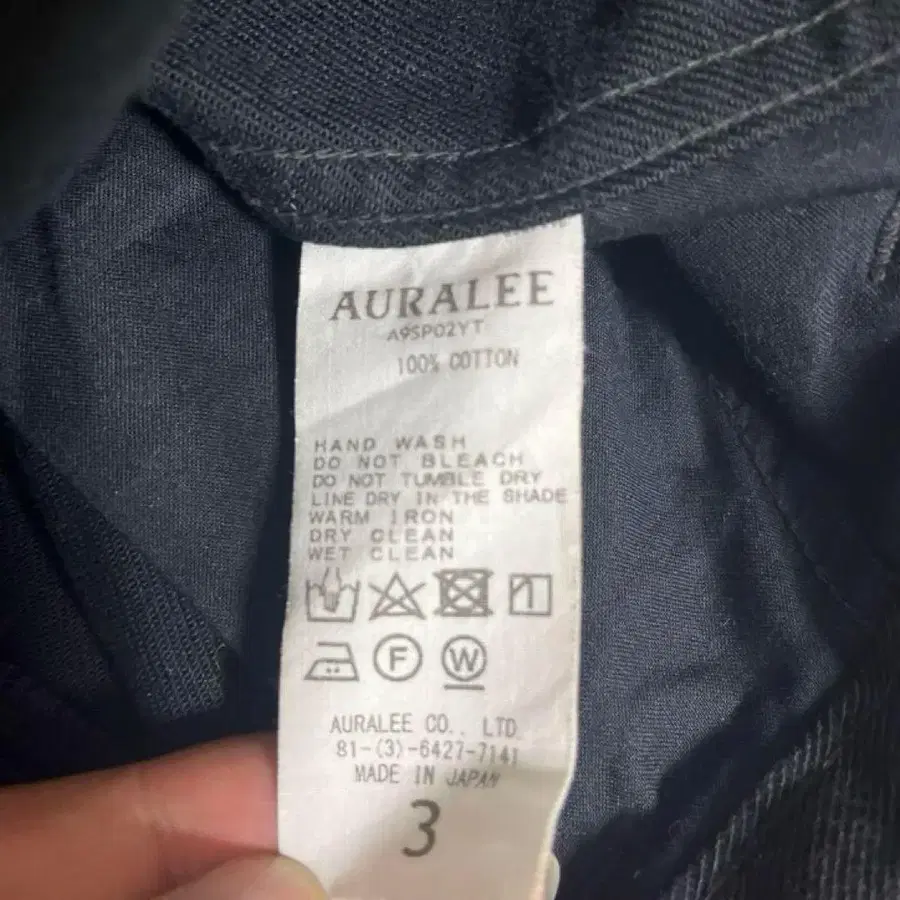 AURALEE
A9SP02YT
100% COTTON
HAND WASH
DO NOT BLEACH
DO NOT TUMBLE DRY
LINE DRY IN THE SHADE
WARM IRON
DRY CLEAN
WET CLEAN
F W
AURALEE CO., LTD.
81-(3)-6427-7141
MADE IN JAPAN
3